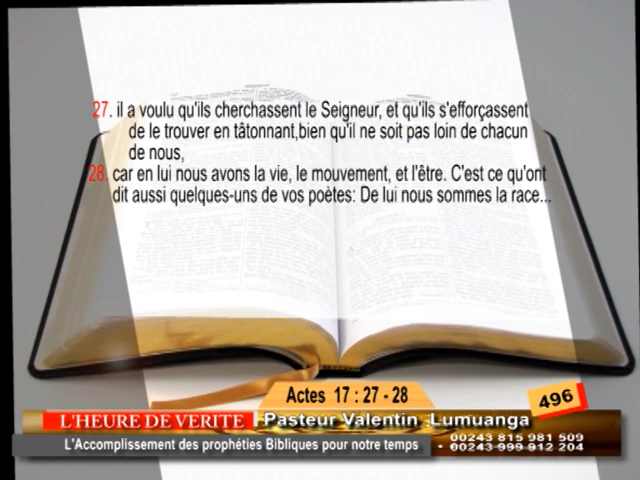 27. il a voulu qu'ils cherchassent le Seigneur, et qu'ils s'efforçassent
de le trouver en tâtonnant,bien qu'il ne soit pas loin de chacun
de nous,
28. car en lui nous avons la vie, le mouvement, et l'être. C'est ce qu'ont
dit aussi quelques-uns de vos poètes: De lui nous sommes la race...
Actes 17 : 27 - 28
496
L'HEURE DE VERITE
Pasteur Valentin Lumuanga
L'Accomplissement des prophéties Bibliques pour notre temps
00243 815 981 509
- 00243 999 912 204